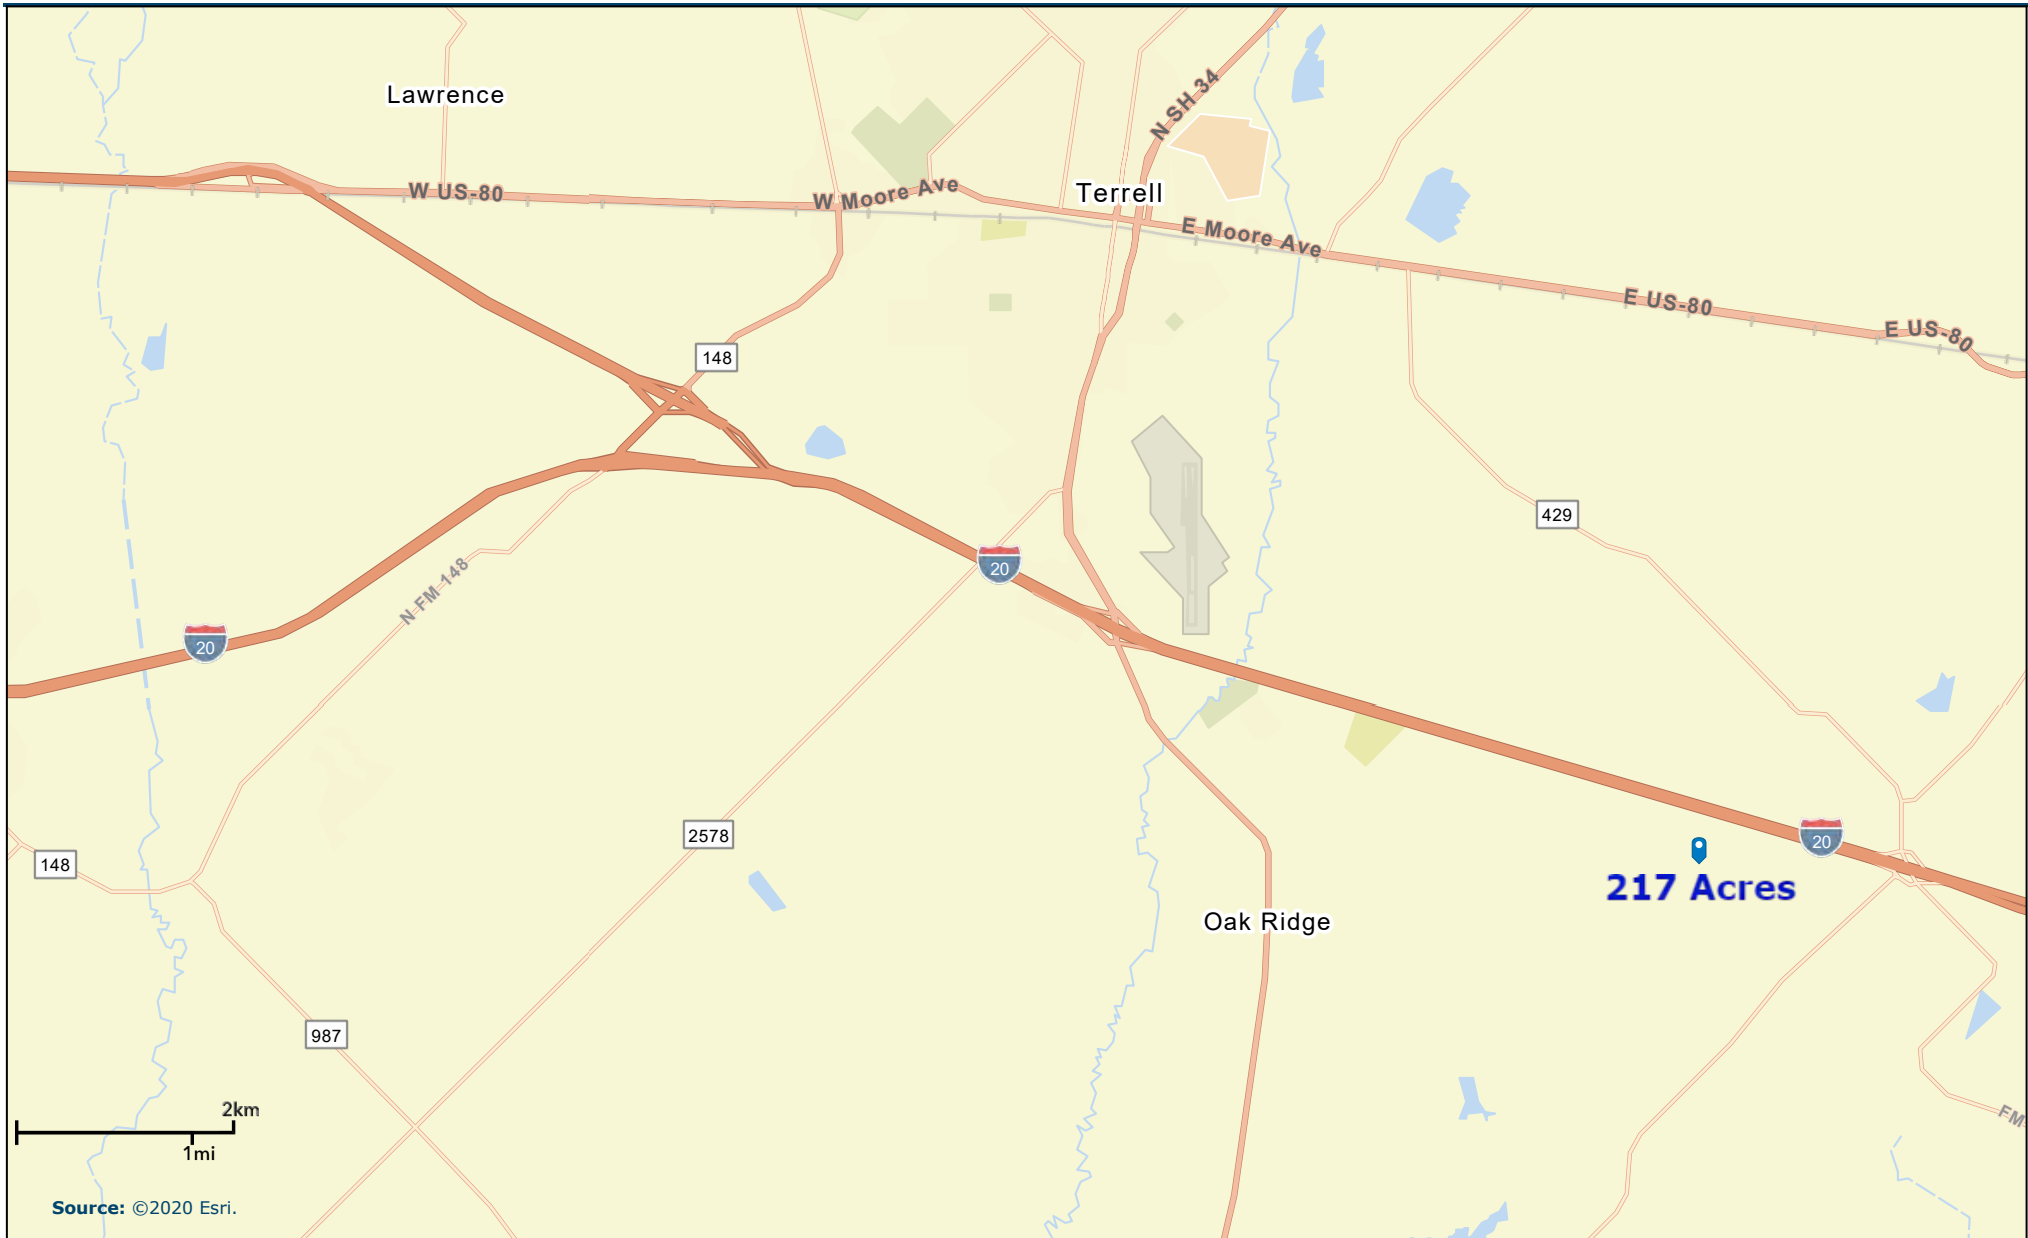 Lawrence
N SH 34
W US-80
W Moore Ave
Terrell
E Moore Ave
E US-80
E US-80
148
429
20
N FM 148
20
2578
20
148
217 Acres
Oak Ridge
987
2km
1mi
FM
Source: ©2020 Esri.